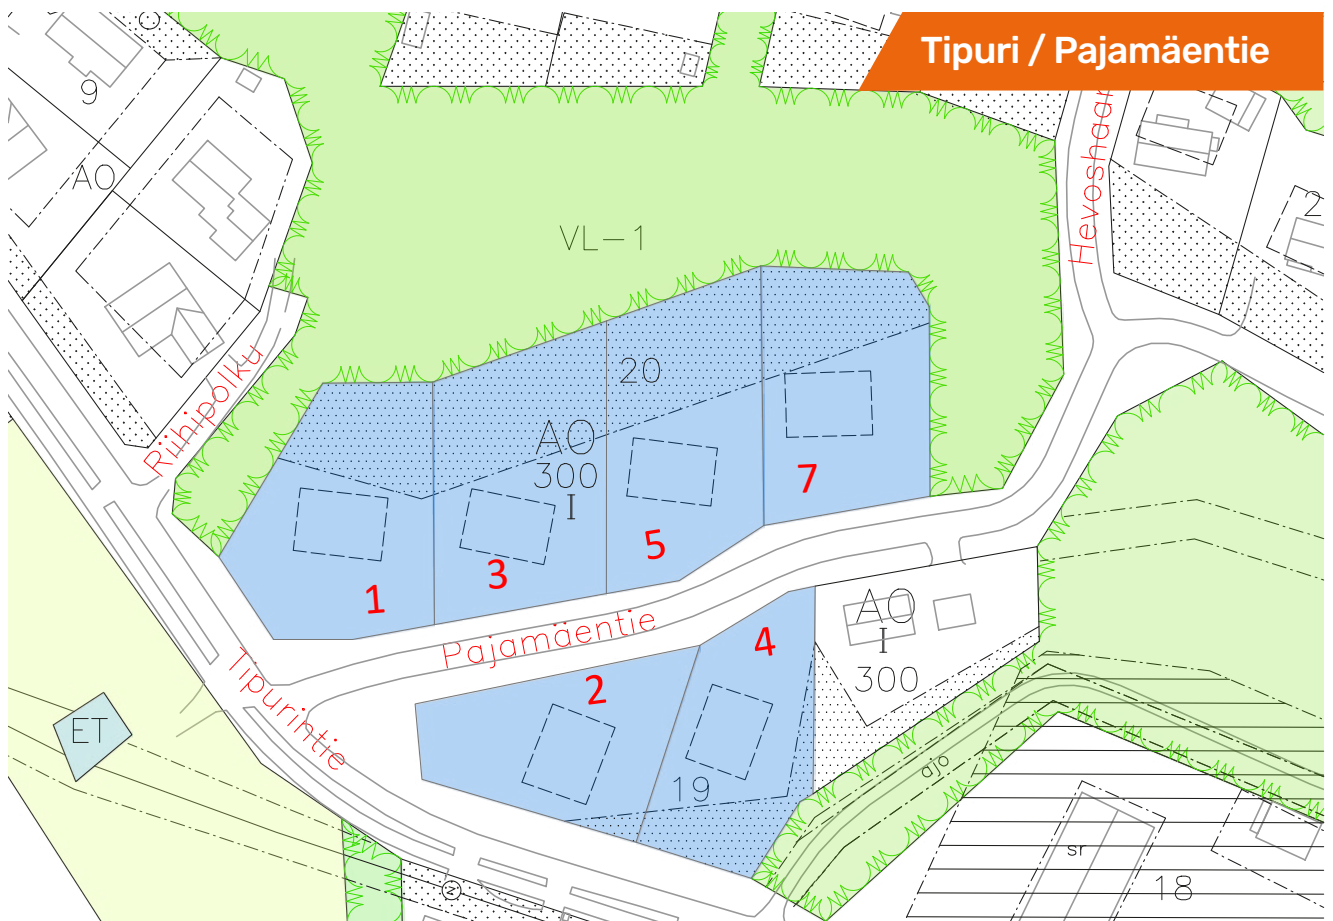 Tipuri / Pajamäentie
9
AO
VL-1
2
20
Riihipolku
AO
300
I
7
5
3
1
Pajamäentie
4
AO
I
300
2
Tipurintie
ET
19
ajo
sr
18